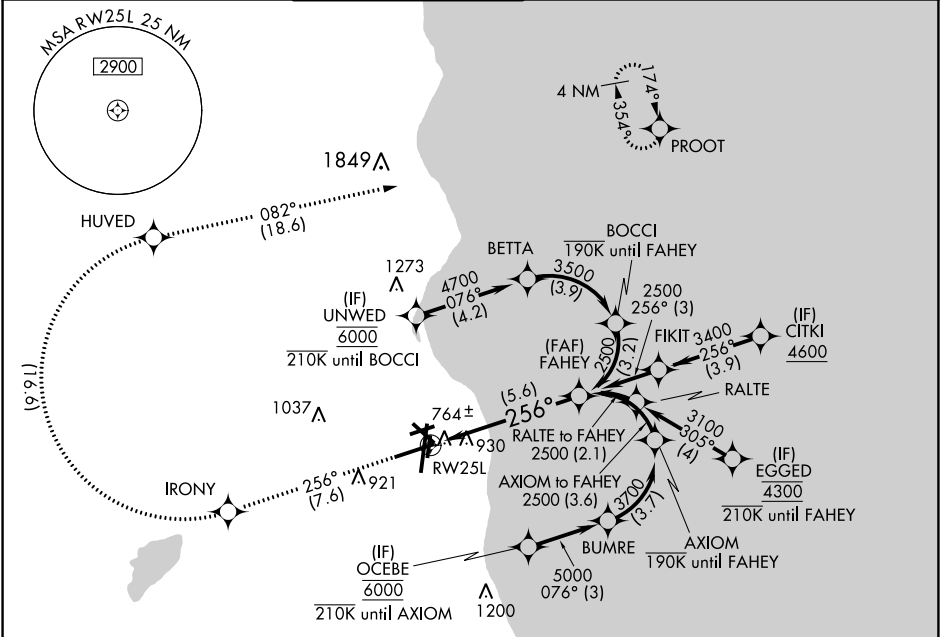 MSA RW25L 25 NM
2900
174°
4 NM
354°
PROOT
1849
HUVED
082°
(18.6)
BOCCI
190K until FAHEY
BETTA
1273
4700
076°
(4.2)
3500
(3.9)
2500
256° (3)
(IF)
UNWED
6000
210K until BOCCI
FIKIT
3400
256°
(3.9)
(IF)
CITKI
4600
2500
(3.2)
(FAF)
FAHEY
(5.6)
256°
RALTE
(16.6)
1037
764±
930
RW25L
RALTE to FAHEY
2500 (2.1)
3100
305°
(4)
(IF)
EGGED
4300
210K until FAHEY
AXIOM to FAHEY
2500 (3.6)
IRONY
256°
(7.6)
921
3700
(3.7)
BUMRE
AXIOM
190K until FAHEY
(IF)
OCEBE
6000
210K until AXIOM
5000
076° (3)
1200